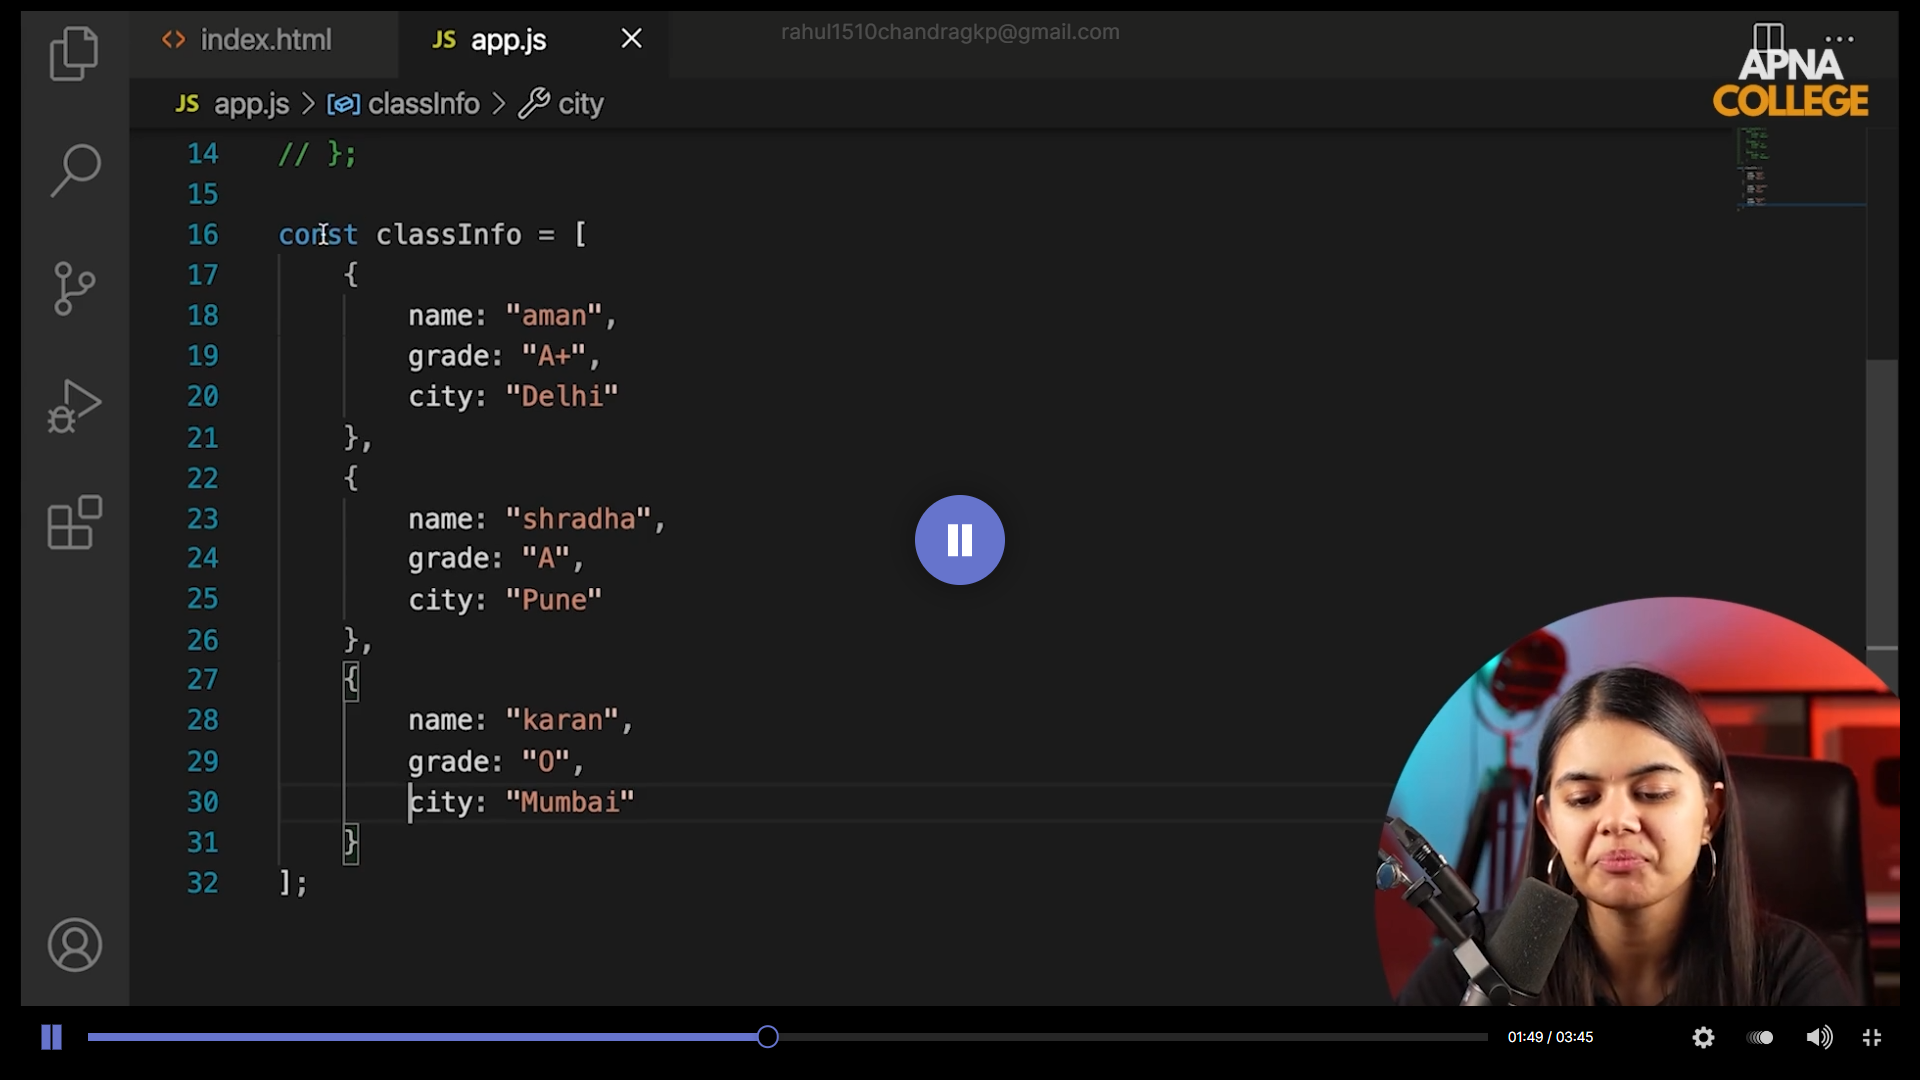 index.html
JS app.js
rahul1510chandragkp@gmail.com
APNA
COLLEGE
JS app.js > classInfo > city
14 // };
15
16 const classInfo = [
17 {
18 name: "aman",
19 grade: "A+",
20 city: "Delhi"
21 },
22 {
23 name: "shradha",
24 grade: "A",
25 city: "Pune"
26 },
27 {
28 name: "karan",
29 grade: "O",
30 city: "Mumbai"
31 }
32 ];
01:49 / 03:45